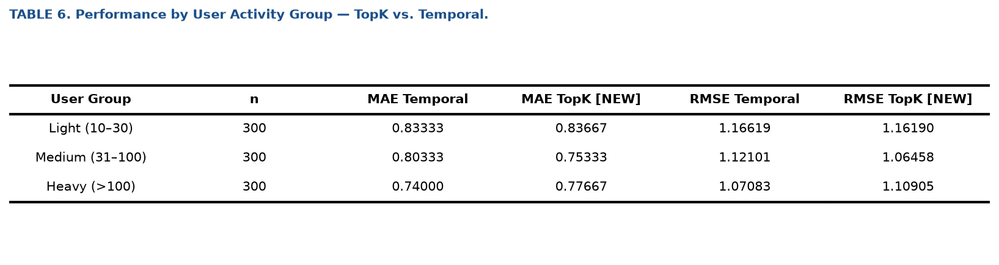 TABLE 6. Performance by User Activity Group — TopK vs. Temporal.
User Group n MAE Temporal MAE TopK [NEW] RMSE Temporal RMSE TopK [NEW]
Light (10–30) 300 0.83333 0.83667 1.16619 1.16190
Medium (31–100) 300 0.80333 0.75333 1.12101 1.06458
Heavy (>100) 300 0.74000 0.77667 1.07083 1.10905